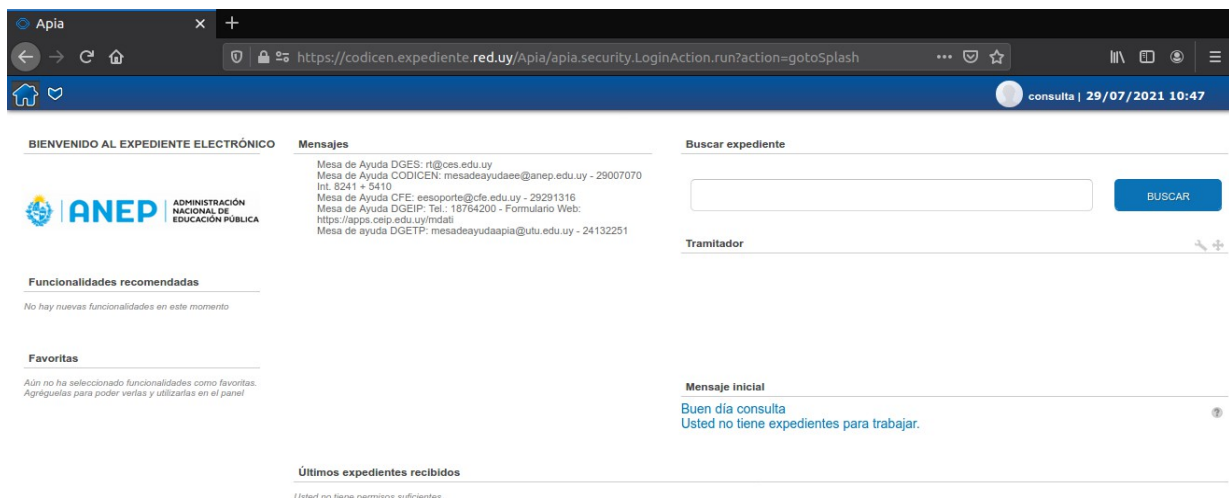 Apia
https://codicen.expediente.red.uy/Apia/apia.security.LoginAction.run?action=gotoSplash
consulta | 29/07/2021 10:47
BIENVENIDO AL EXPEDIENTE ELECTRÓNICO
ANEP
ADMINISTRACIÓN
NACIONAL DE
EDUCACIÓN PÚBLICA
Funcionalidades recomendadas
No hay nuevas funcionalidades en este momento
Favoritas
Aún no ha seleccionado funcionalidades como favoritas.
Agréguelas para poder verlas y utilizarlas en el panel
Mensajes
Mesa de Ayuda DGES: rt@ces.edu.uy
Mesa de Ayuda CODICEN: mesadeayudaee@anep.edu.uy - 29007070
Int. 8241 + 5410
Mesa de Ayuda CFE: eesoporte@cfe.edu.uy - 29291316
Mesa de Ayuda DGEIP: Tel.: 18764200 - Formulario Web:
https://apps.ceip.edu.uy/mdati
Mesa de ayuda DGETP: mesadeayudaapia@utu.edu.uy - 24132251
Buscar expediente
BUSCAR
Tramitador
Mensaje inicial
Buen día consulta
Usted no tiene expedientes para trabajar.
Últimos expedientes recibidos
Usted no tiene permisos suficientes